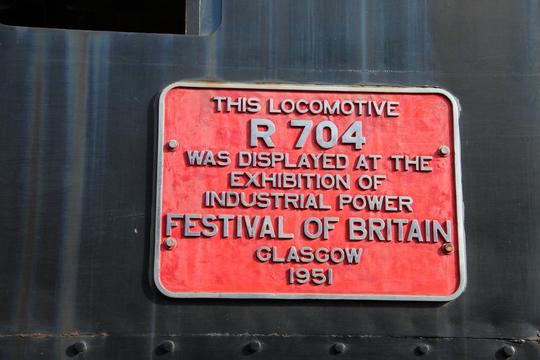 THIS LOCOMOTIVE
R 704
WAS DISPLAYED AT THE
EXHIBITION OF
INDUSTRIAL POWER
FESTIVAL OF BRITAIN
GLASGOW
1951